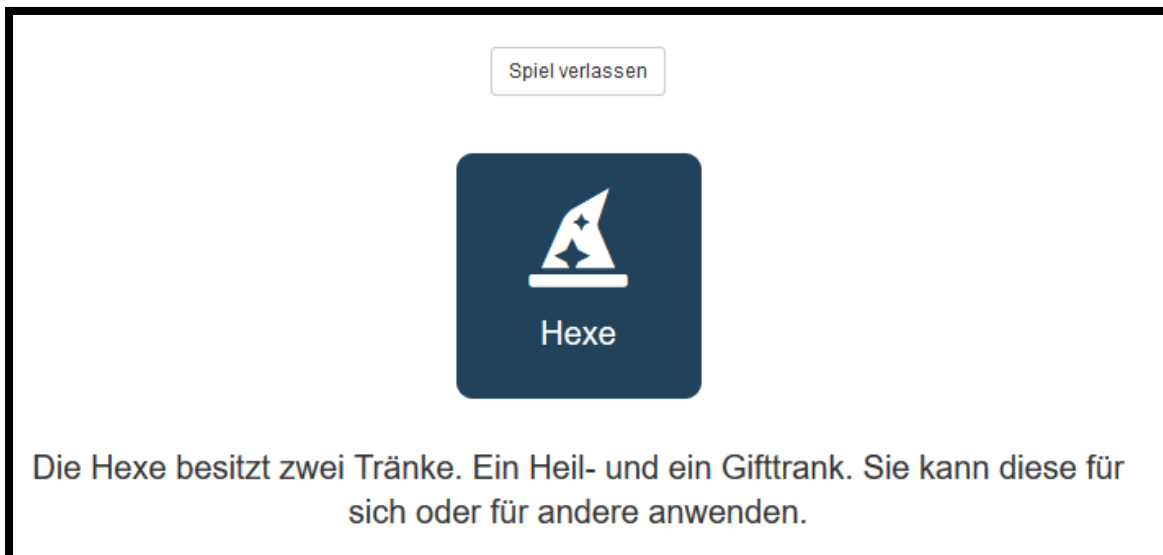 Spiel verlassen
Hexe
Die Hexe besitzt zwei Tränke. Ein Heil- und ein Gifttrank. Sie kann diese für
sich oder für andere anwenden.